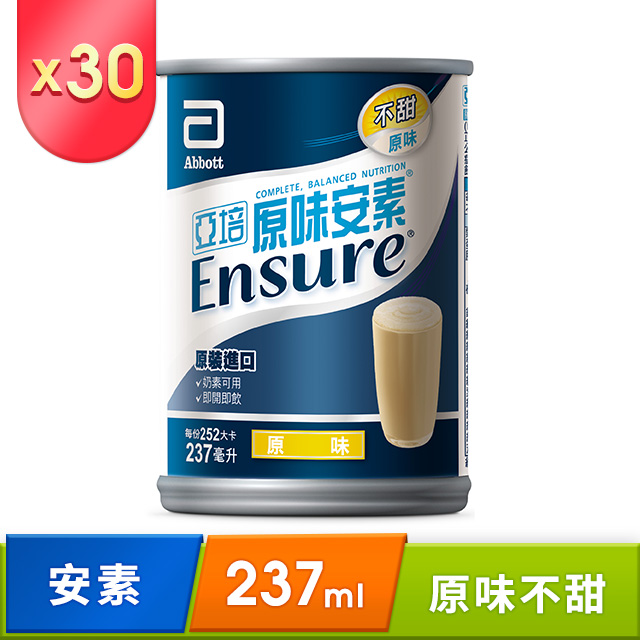 x30
Abbott
不甜
原味
COMPLETE, BALANCED NUTRITION®
亞培 原味安素®
Ensure®
原裝進口
✓奶素可用
✓即開即飲
每份252大卡
237毫升
原味
安素
237ml
原味不甜